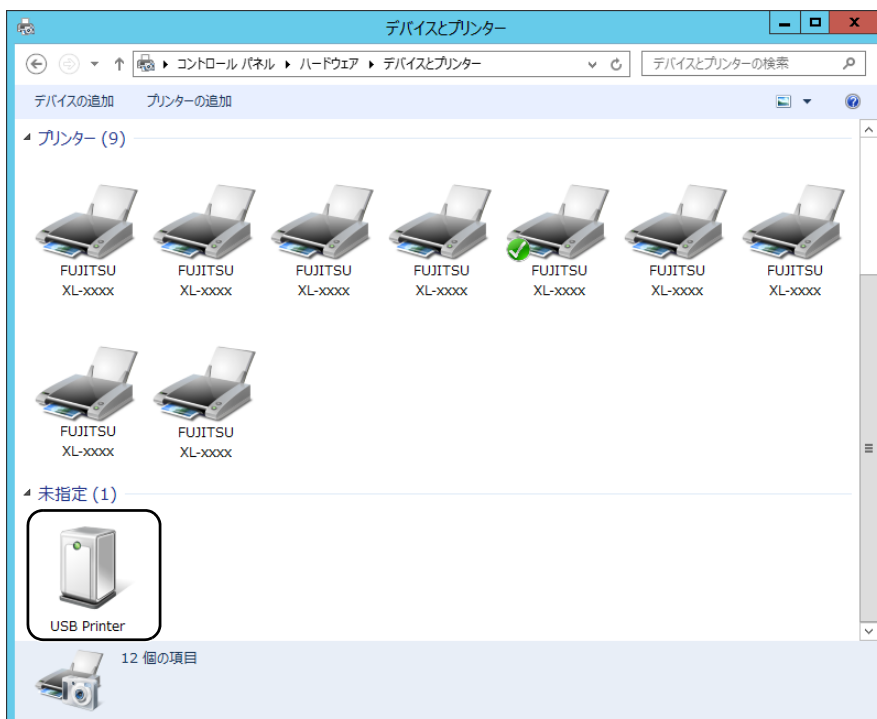 デバイスとプリンター
コントロール パネル ハードウェア デバイスとプリンター デバイスとプリンターの検索
デバイスの追加 プリンターの追加
プリンター (9)
FUJITSU FUJITSU FUJITSU FUJITSU FUJITSU FUJITSU FUJITSU
XL-xxxx XL-xxxx XL-xxxx XL-xxxx XL-xxxx XL-xxxx XL-xxxx
FUJITSU FUJITSU
XL-xxxx XL-xxxx
未指定 (1)
USB Printer
12 個の項目